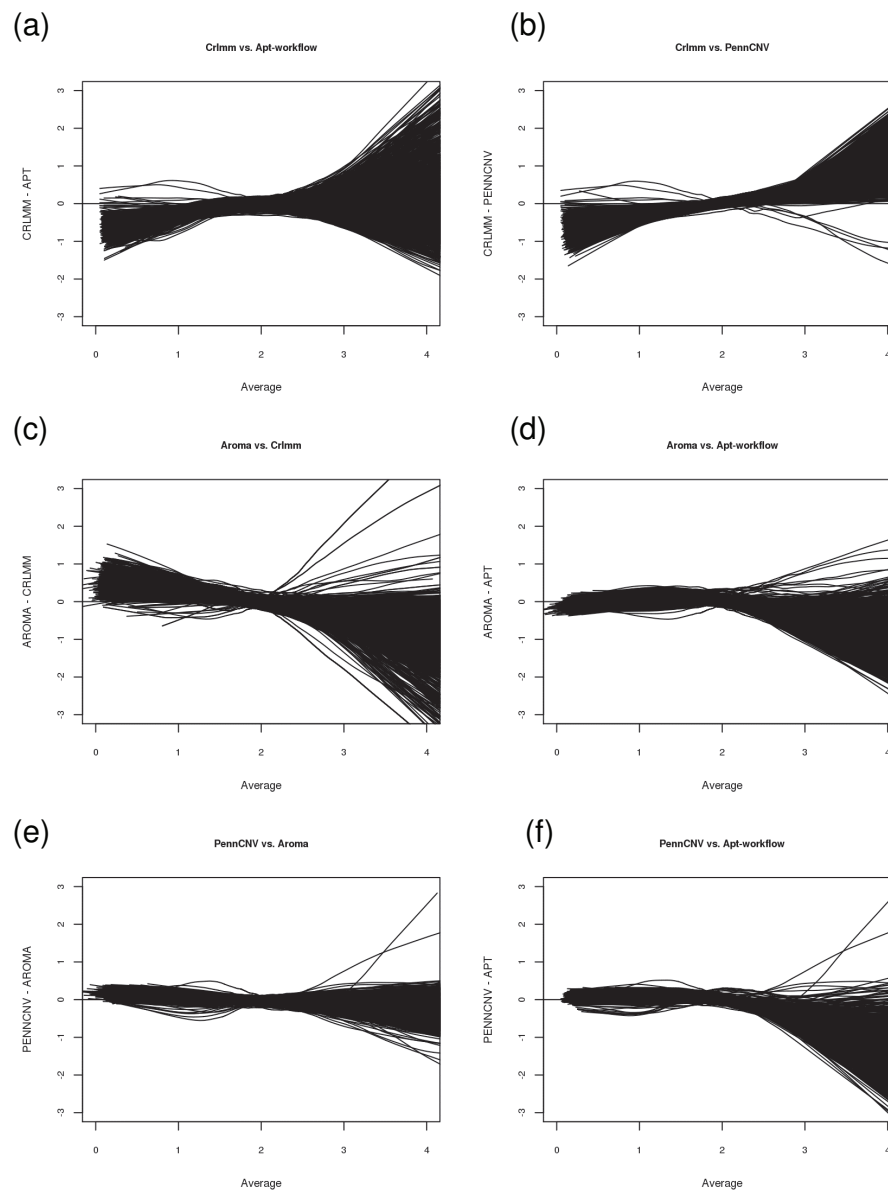 (a)
Crlmm vs. Apt-workflow
3
2
1
0
-1
-2
-3
CRLMM - APT
0 1 2 3 4
Average
(b)
Crlmm vs. PennCNV
3
2
1
0
-1
-2
-3
CRLMM - PENNCNV
0 1 2 3 4
Average
(c)
Aroma vs. Crlmm
3
2
1
0
-1
-2
-3
AROMA - CRLMM
0 1 2 3 4
Average
(d)
Aroma vs. Apt-workflow
3
2
1
0
-1
-2
-3
AROMA - APT
0 1 2 3 4
Average
(e)
PennCNV vs. Aroma
3
2
1
0
-1
-2
-3
PENNCNV - AROMA
0 1 2 3 4
Average
(f)
PennCNV vs. Apt-workflow
3
2
1
0
-1
-2
-3
PENNCNV - APT
0 1 2 3 4
Average